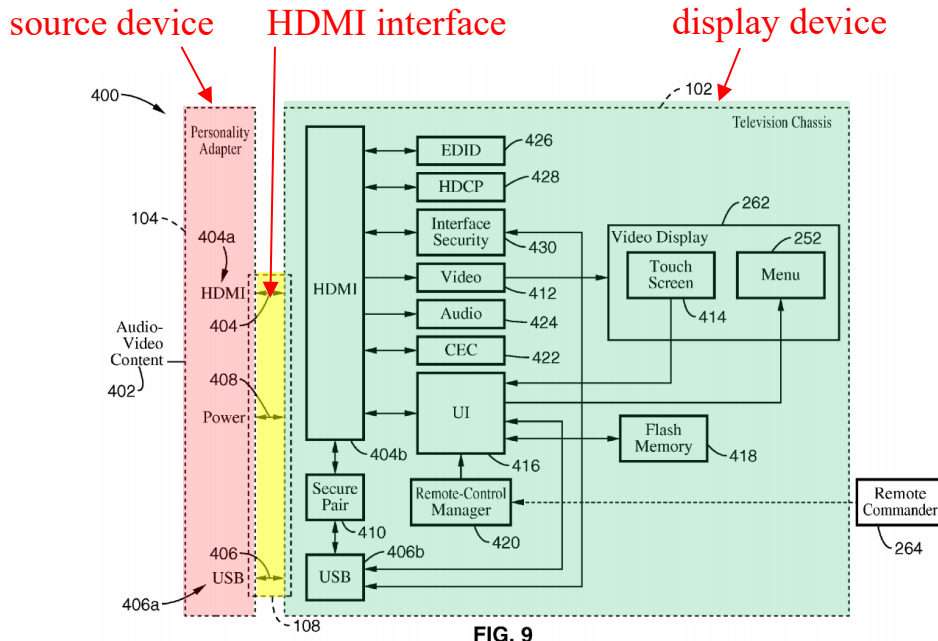 source device
HDMI interface
display device
400
102
Personality
Adapter
Television Chassis
EDID
426
HDCP
428
104
Interface
Security
430
262
404a
Video Display
252
HDMI
HDMI
Video
412
Touch
Screen
414
Menu
404
Audio
424
Audio-
Video
Content
402
CEC
422
408
Power
UI
Flash
Memory
418
404b
416
Secure
Pair
410
Remote-Control
Manager
420
Remote
Commander
264
406
406b
USB
USB
406a
108
FIG. 9